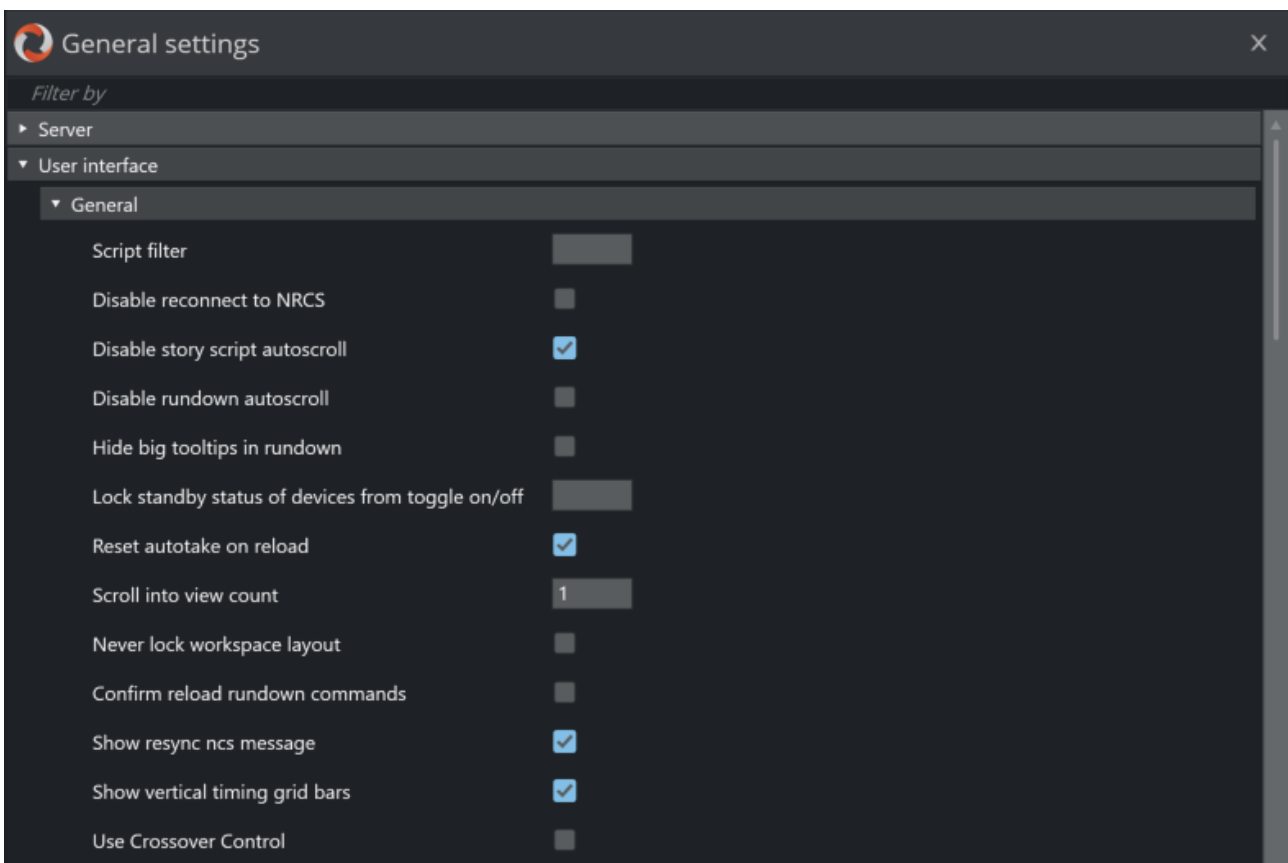 General settings
Filter by
Server
User interface
General
Script filter
Disable reconnect to NRCS
Disable story script autoscroll
Disable rundown autoscroll
Hide big tooltips in rundown
Lock standby status of devices from toggle on/off
Reset autotake on reload
Scroll into view count 1
Never lock workspace layout
Confirm reload rundown commands
Show resync ncs message
Show vertical timing grid bars
Use Crossover Control